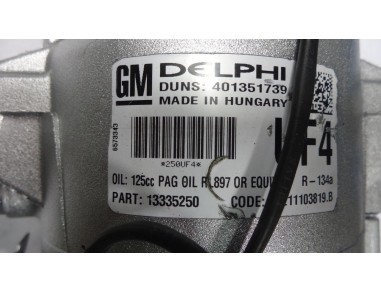 GM DELPHI
DUNS: 401351739
MADE IN HUNGARY
6570343
*250UF4*
UF4
OIL: 125cc PAG OIL RL897 OR R-134a
PART: 13335250 CODE: